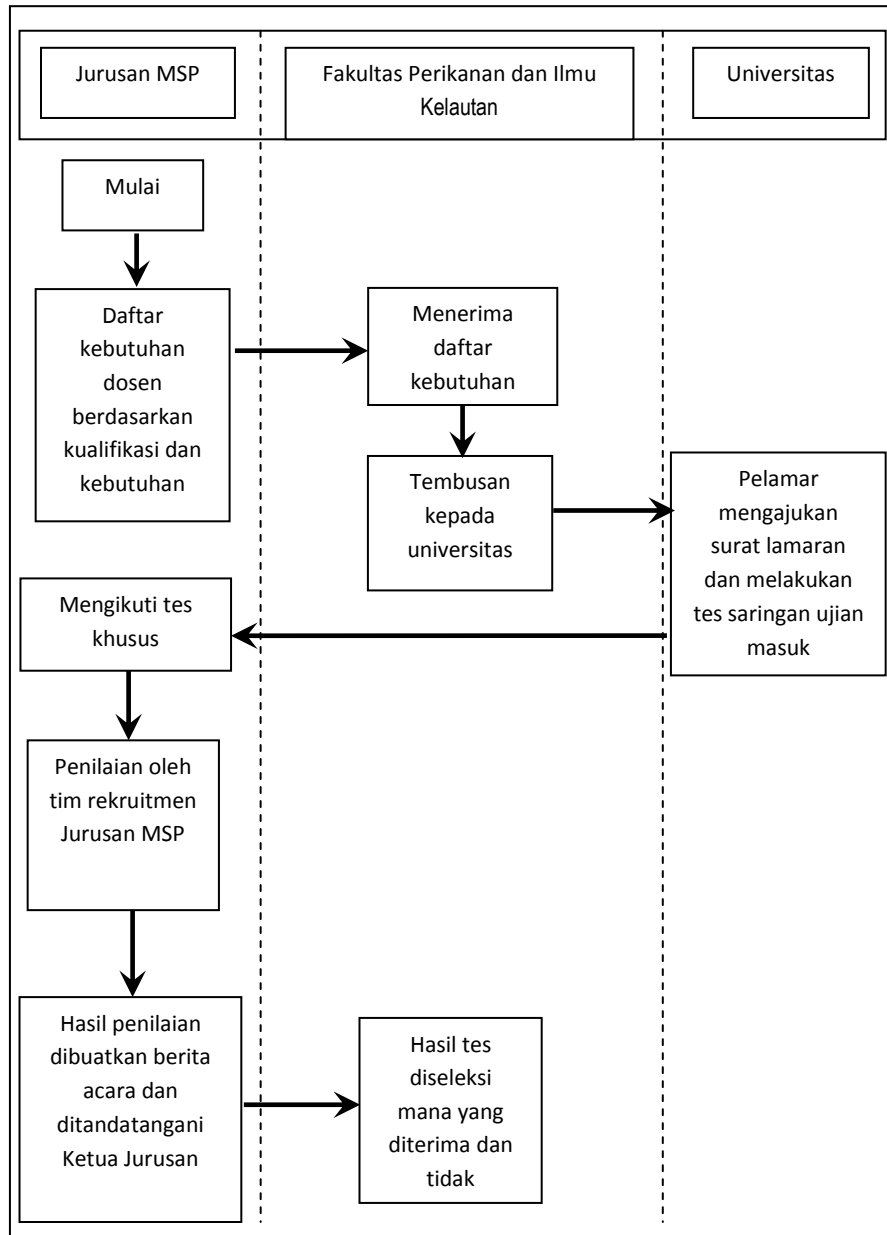 Jurusan MSP
Fakultas Perikanan dan Ilmu
Kelautan
Universitas
Mulai
Daftar
kebutuhan
dosen
berdasarkan
kualifikasi dan
kebutuhan
Menerima
daftar
kebutuhan
Tembusan
kepada
universitas
Pelamar
mengajukan
surat lamaran
dan melakukan
tes saringan ujian
masuk
Mengikuti tes
khusus
Penilaian oleh
tim rekruitmen
Jurusan MSP
Hasil penilaian
dibuatkan berita
acara dan
ditandatangani
Ketua Jurusan
Hasil tes
diseleksi
mana yang
diterima dan
tidak